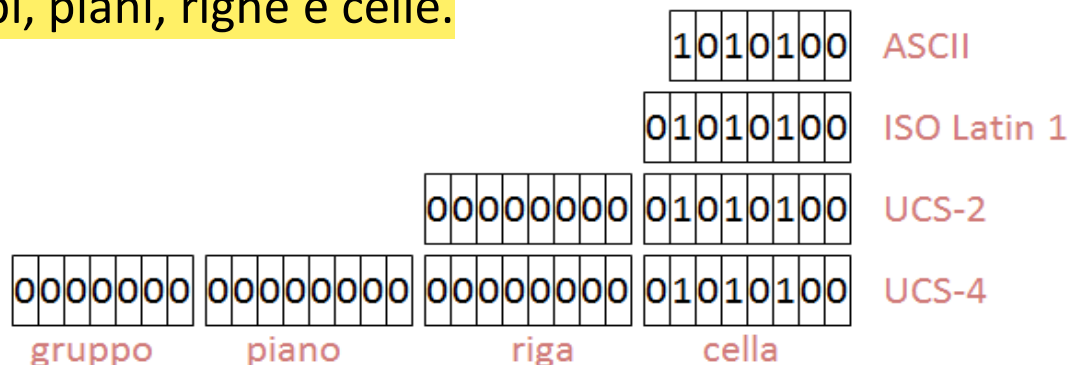 piani, righe e celle.
1010100 ASCII
01010100 ISO Latin 1
00000000 01010100 UCS-2
0000000 00000000 00000000 01010100 UCS-4
gruppo piano riga cella